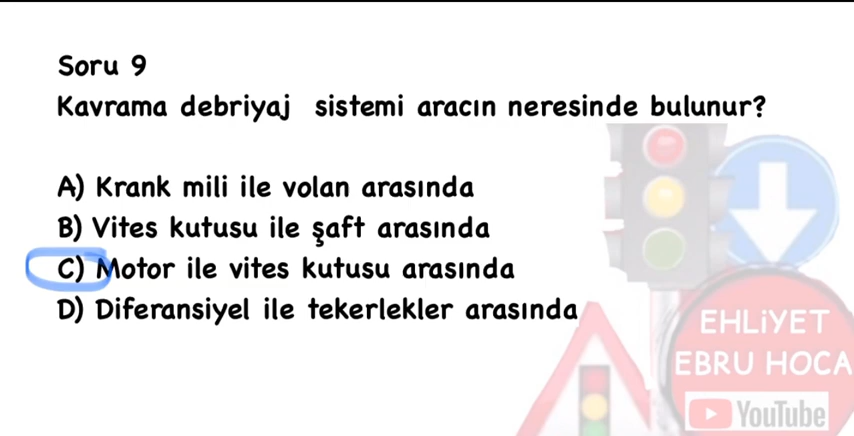 Soru 9
Kavrama debriyaj sistemi aracın neresinde bulunur?
A) Krank mili ile volan arasında
B) Vites kutusu ile şaft arasında
C) Motor ile vites kutusu arasında
D) Diferansiyel ile tekerlekler arasında
EHLİYET
EBRU HOCA
YouTube